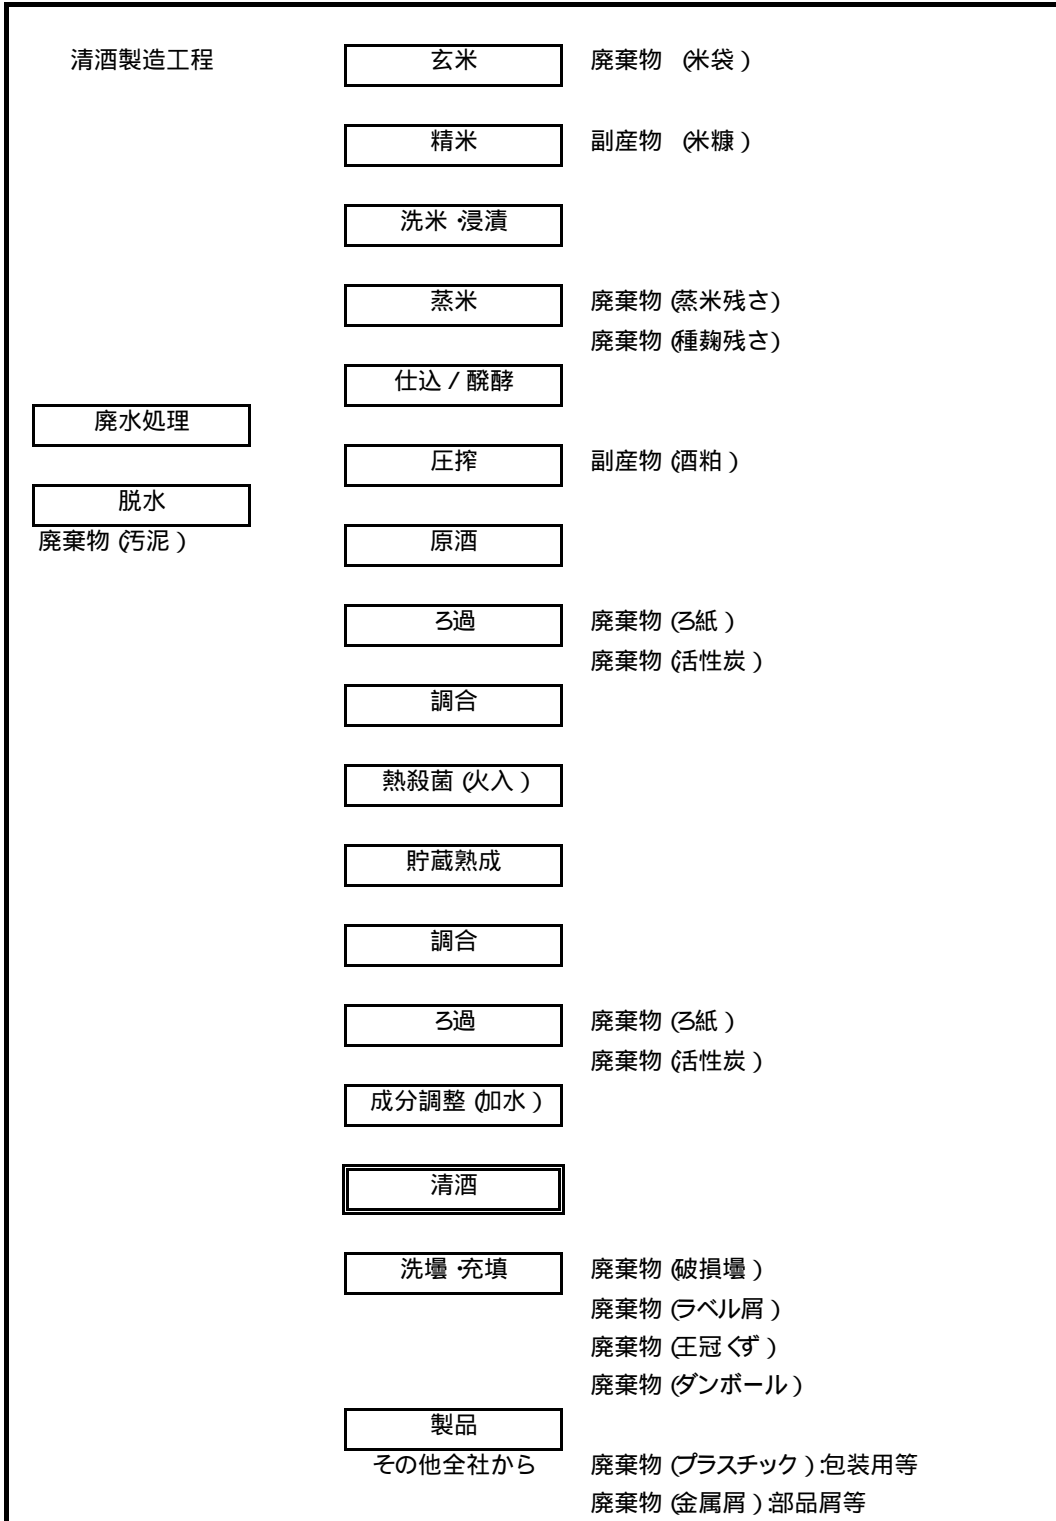 清酒製造工程 玄米 廃棄物 (米袋)
精米 副産物 (米糠)
洗米・浸漬
蒸米 廃棄物(蒸米残さ)
廃棄物(種麹残さ)
仕込/醗酵
廃水処理
圧搾 副産物(酒粕)
脱水
廃棄物(汚泥) 原酒
ろ過 廃棄物(ろ紙)
廃棄物(活性炭)
調合
熱殺菌(火入)
貯蔵熟成
調合
ろ過 廃棄物(ろ紙)
廃棄物(活性炭)
成分調整(加水)
清酒
洗壜・充填 廃棄物(破損壜)
廃棄物(ラベル屑)
廃棄物(王冠くず)
廃棄物(ダンボール)
製品
その他全社から 廃棄物(プラスチック):包装用等
廃棄物(金属屑):部品屑等